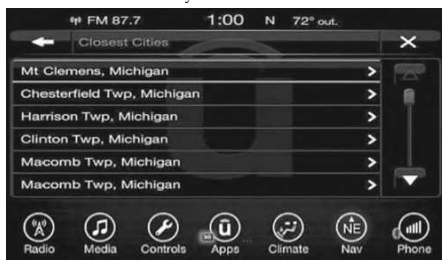 FM 87.7 1:00 N 72° out.
Closest Cities
Mt Clemens, Michigan
Chesterfield Twp, Michigan
Harrison Twp, Michigan
Clinton Twp, Michigan
Macomb Twp, Michigan
Macomb Twp, Michigan
NE
Radio Media Controls Apps Climate Nav Phone